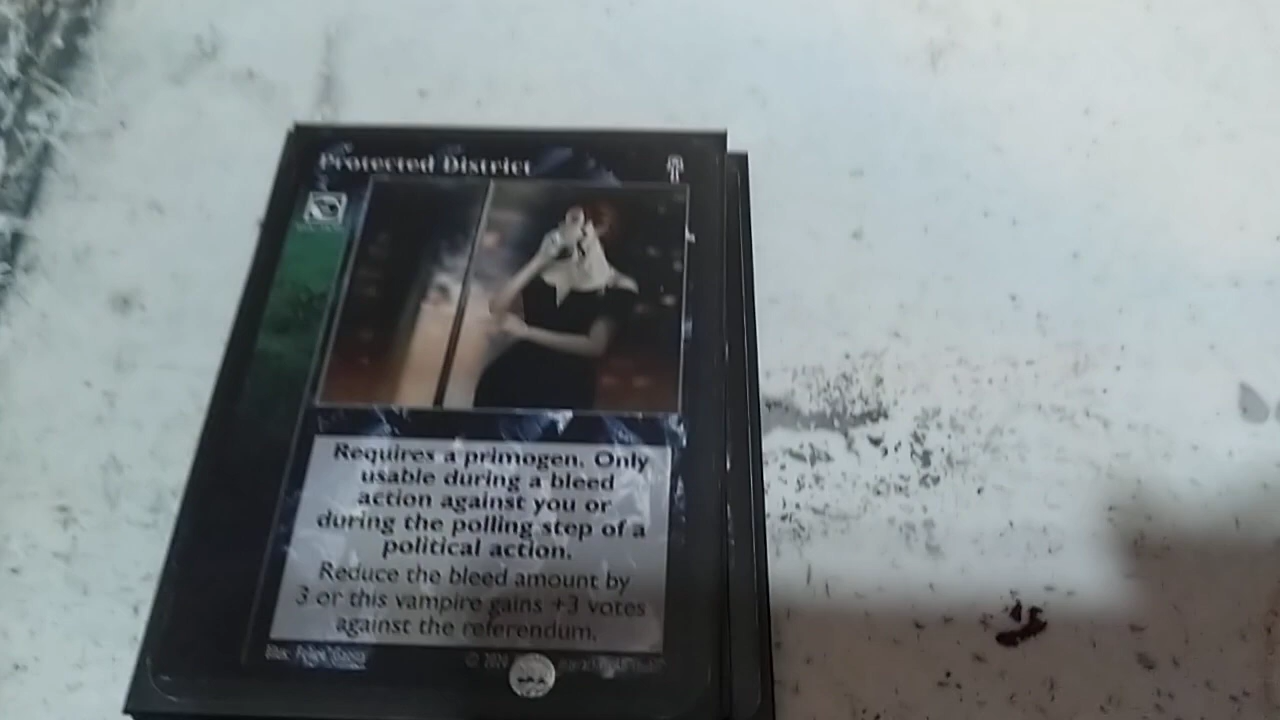 Protected District
Requires a primogen. Only
usable during a bleed
action against you or
during the polling step of a
political action.
Reduce the bleed amount by
3 or this vampire gains +3 votes
against the referendum.
Illus: